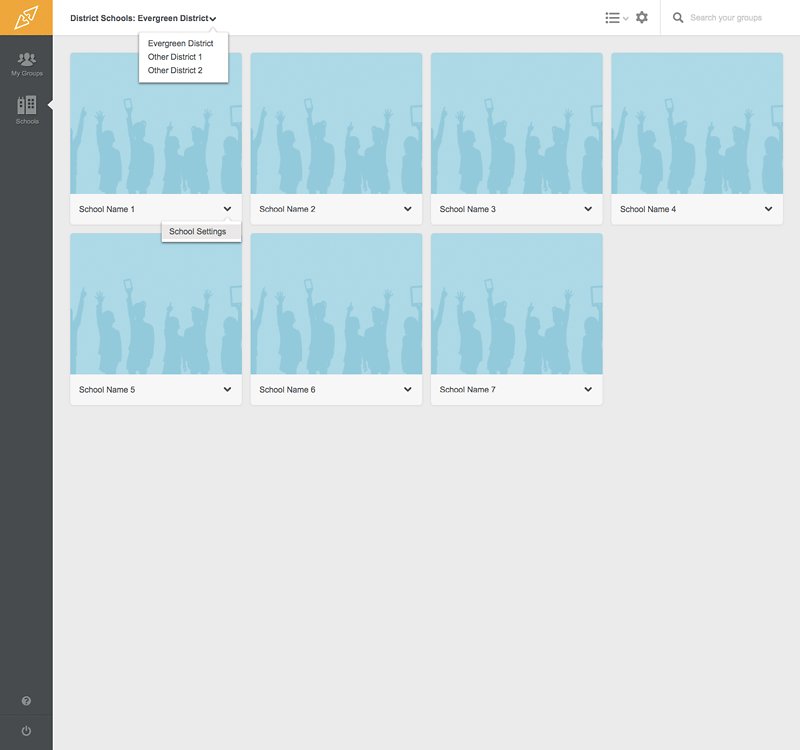 District Schools: Evergreen District
Search your groups
Evergreen District
Other District 1
Other District 2
My Groups
Schools
School Name 1
School Name 2
School Name 3
School Name 4
School Settings
School Name 5
School Name 6
School Name 7
?